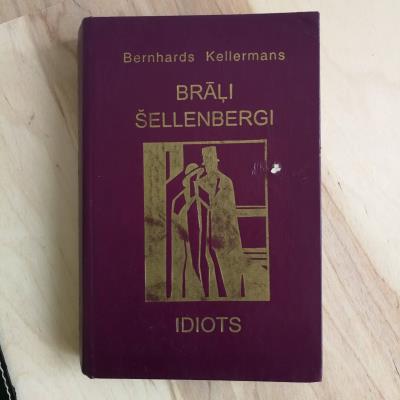 Bernhards Kellermans
BRĀĻI
ŠELLENBERGI
IDIOTS